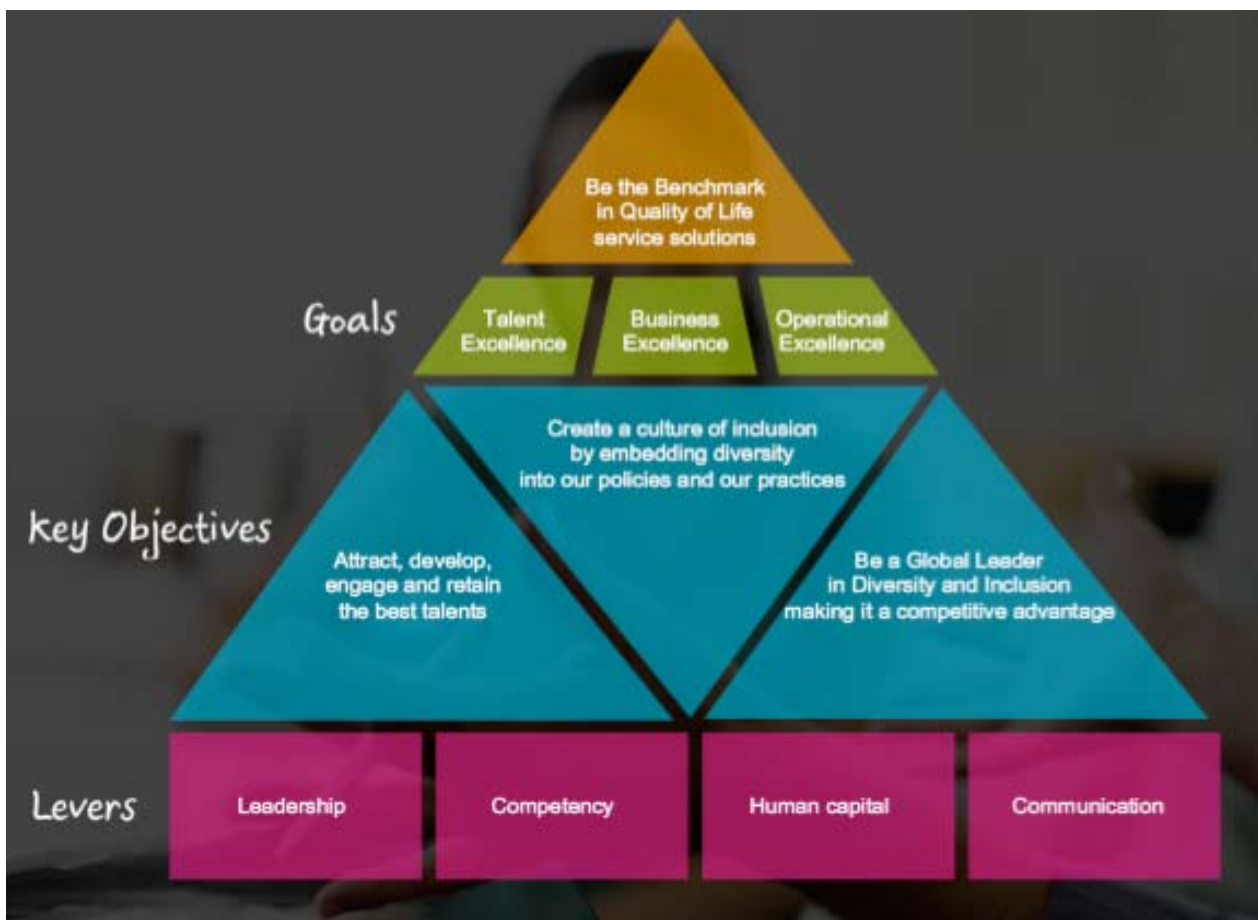 Be the Benchmark
in Quality of Life
service solutions
Goals
Talent
Excellence
Business
Excellence
Operational
Excellence
Key Objectives
Create a culture of inclusion
by embedding diversity
into our policies and our practices
Attract, develop,
engage and retain
the best talents
Be a Global Leader
in Diversity and Inclusion
making it a competitive advantage
Levers
Leadership
Competency
Human capital
Communication